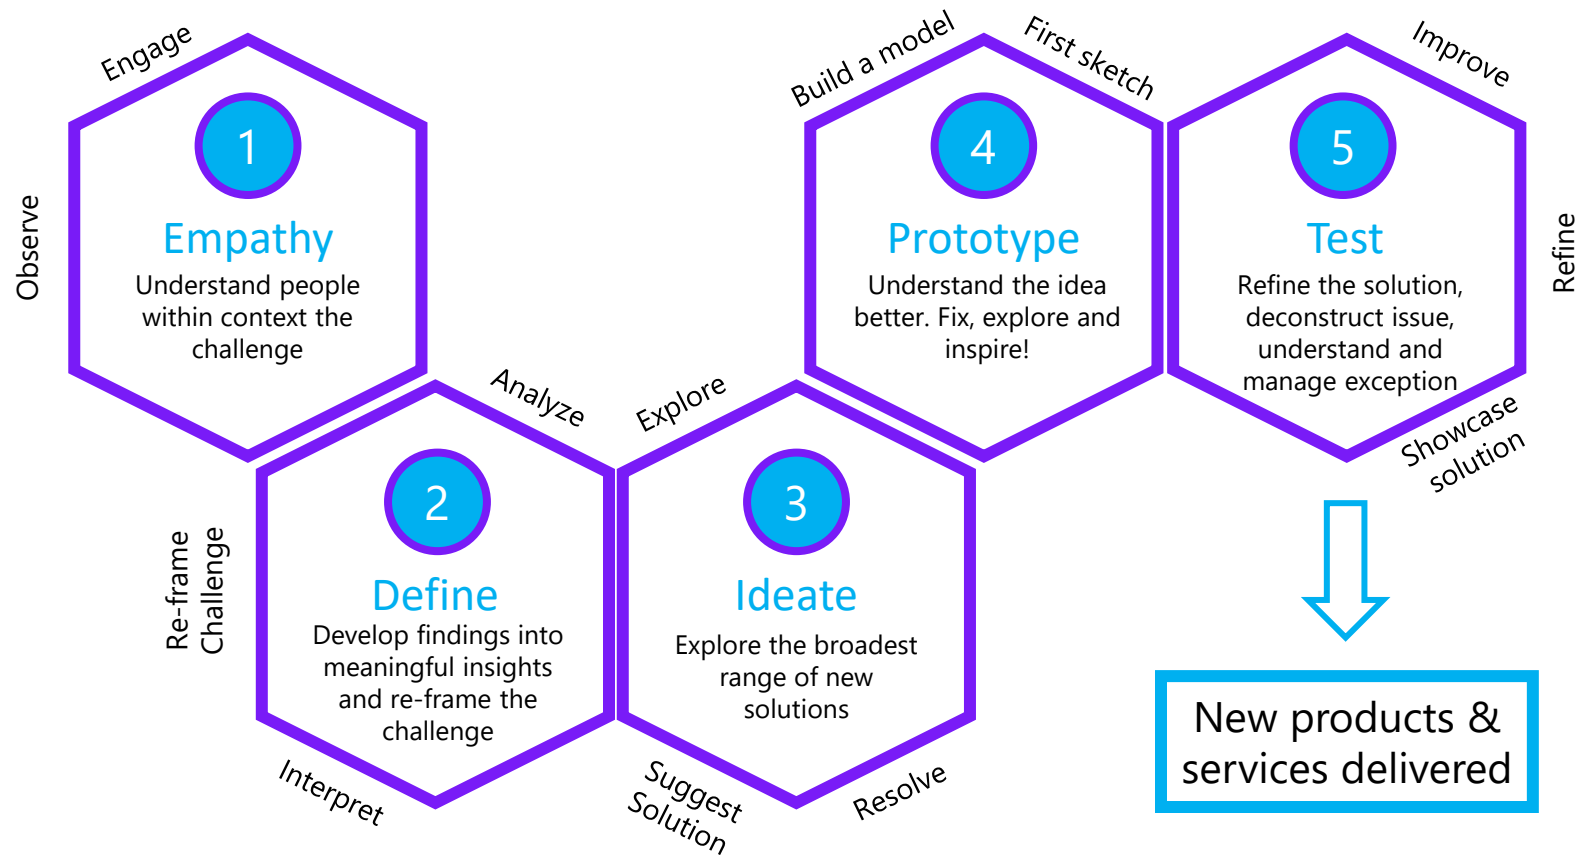 Engage
Observe
1
Empathy
Understand people
within context the
challenge
Analyze
Re-frame
Challenge
2
Define
Develop findings into
meaningful insights
and re-frame the
challenge
Interpret
Explore
3
Ideate
Explore the broadest
range of new
solutions
Suggest
Solution
Resolve
Build a model
First sketch
4
Prototype
Understand the idea
better. Fix, explore and
inspire!
Improve
5
Test
Refine the solution,
deconstruct issue,
understand and
manage exception
Refine
Showcase
solution
New products &
services delivered